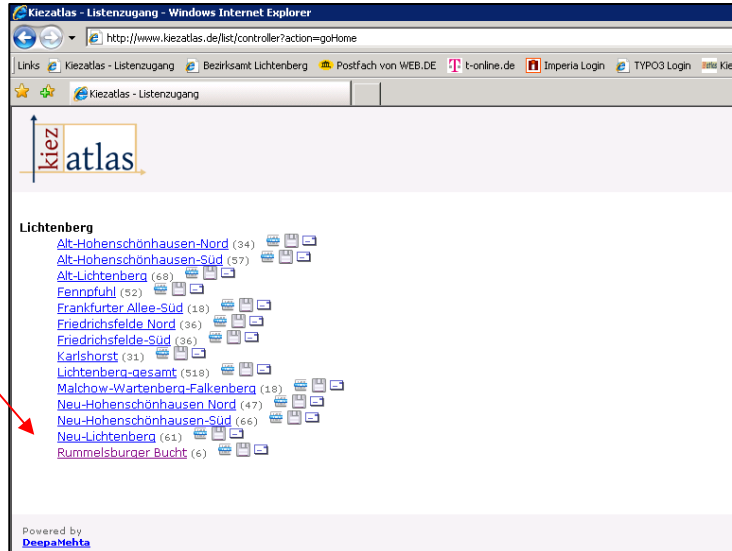 Kiezatlas - Listenzugang - Windows Internet Explorer
http://www.kiezatlas.de/list/controller?action=goHome
Links Kiezatlas - Listenzugang Bezirksamt Lichtenberg Postfach von WEB.DE t-online.de Imperia Login TYPO3 Login Kie
Kiezatlas - Listenzugang
kiez
atlas
Lichtenberg
Alt-Hohenschönhausen-Nord (34)
Alt-Hohenschönhausen-Süd (57)
Alt-Lichtenberg (68)
Fennpfuhl (52)
Frankfurter Allee-Süd (18)
Friedrichsfelde Nord (36)
Friedrichsfelde-Süd (36)
Karlshorst (31)
Lichtenberg-gesamt (518)
Malchow-Wartenberg-Falkenberg (18)
Neu-Hohenschönhausen Nord (47)
Neu-Hohenschönhausen-Süd (66)
Neu-Lichtenberg (61)
Rummelsburger Bucht (6)
Powered by
DeepaMehta